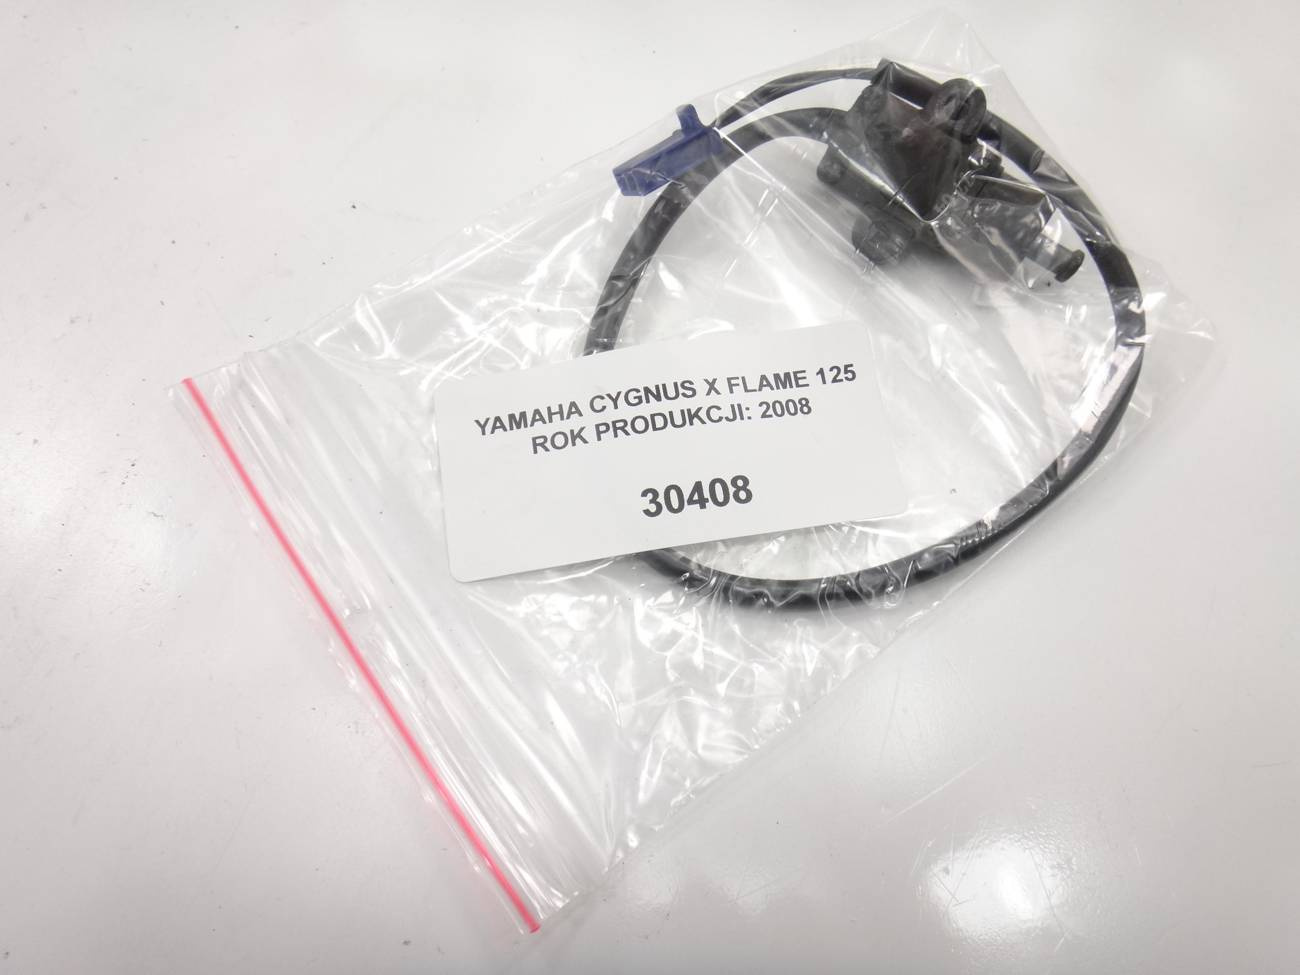 YAMAHA CYGNUS X FLAME 125
ROK PRODUKCJI: 2008
30408